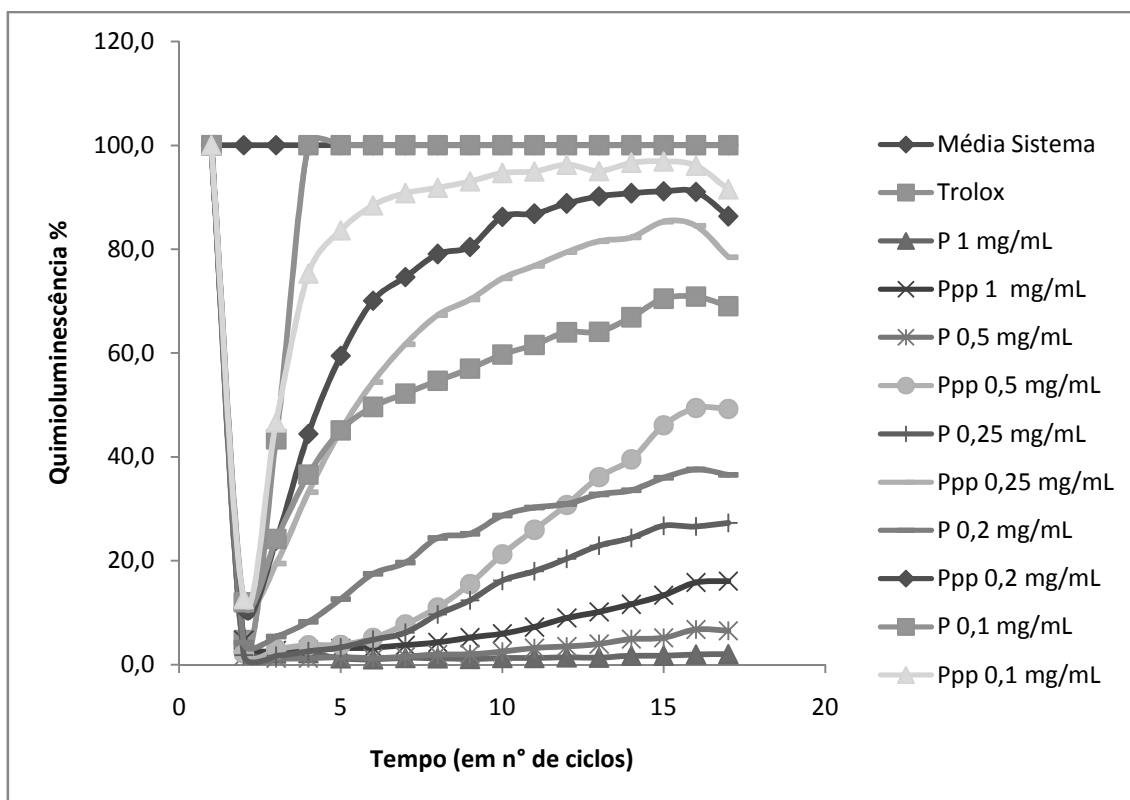 120,0
100,0
80,0
60,0
40,0
20,0
0,0
Quimioluminescência %
0
5
10
15
20
Tempo (em n° de ciclos)
Média Sistema
Trolox
P 1 mg/mL
Ppp 1 mg/mL
P 0,5 mg/mL
Ppp 0,5 mg/mL
P 0,25 mg/mL
Ppp 0,25 mg/mL
P 0,2 mg/mL
Ppp 0,2 mg/mL
P 0,1 mg/mL
Ppp 0,1 mg/mL